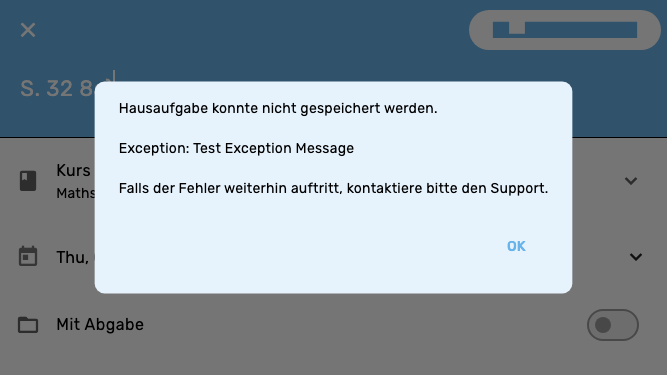 S. 32 8
Hausaufgabe konnte nicht gespeichert werden.
Exception: Test Exception Message
Falls der Fehler weiterhin auftritt, kontaktiere bitte den Support.
OK
Kurs
Maths
Thu,
Mit Abgabe